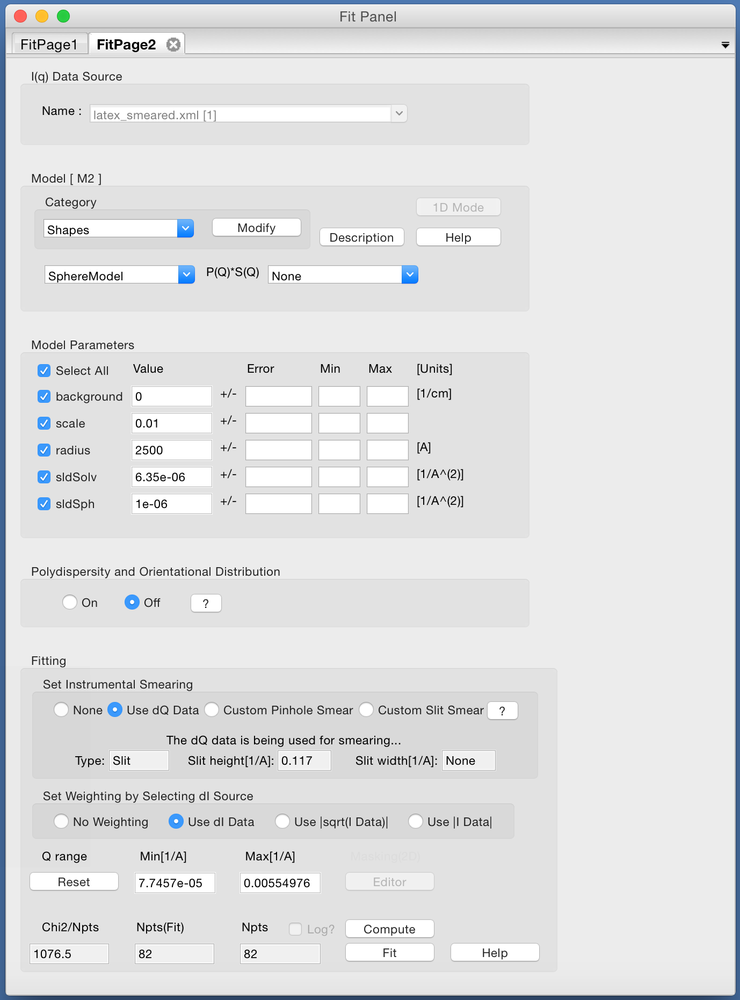 Fit Panel
FitPage1 FitPage2
I(q) Data Source
Name : latex_smeared.xml [1]
Model [ M2 ]
Category
1D Mode
Shapes Modify
Description Help
SphereModel P(Q)*S(Q) None
Model Parameters
Select All Value Error Min Max [Units]
background 0 +/- [1/cm]
scale 0.01 +/-
radius 2500 +/- [A]
sldSolv 6.35e-06 +/- [1/A^(2)]
sldSph 1e-06 +/- [1/A^(2)]
Polydispersity and Orientational Distribution
On Off ?
Fitting
Set Instrumental Smearing
None Use dQ Data Custom Pinhole Smear Custom Slit Smear ?
The dQ data is being used for smearing...
Type: Slit Slit height[1/A]: 0.117 Slit width[1/A]: None
Set Weighting by Selecting dI Source
No Weighting Use dI Data Use |sqrt(I Data)| Use |I Data|
Q range Min[1/A] Max[1/A] Masking(2D)
Reset 7.7457e-05 0.00554976 Editor
Chi2/Npts Npts(Fit) Npts Log? Compute
1076.5 82 82 Fit Help